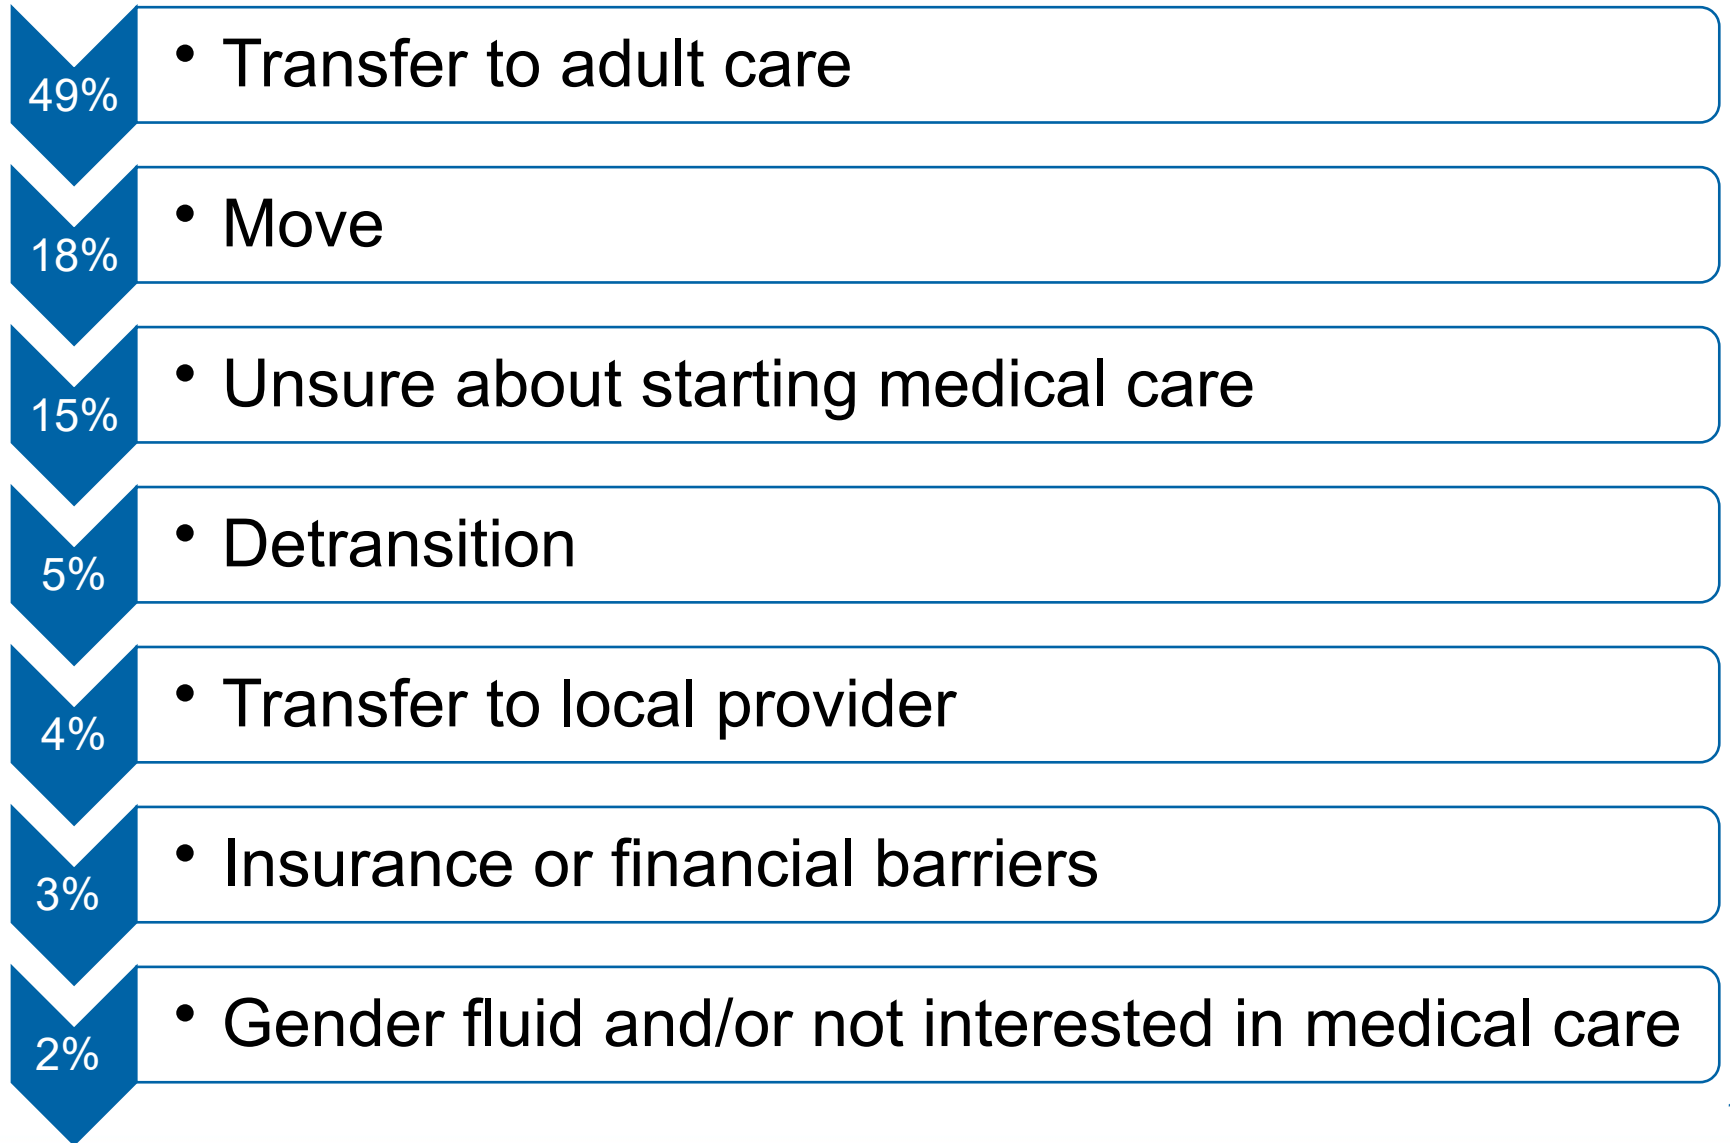 49%
• Transfer to adult care
18%
• Move
15%
• Unsure about starting medical care
5%
• Detransition
4%
• Transfer to local provider
3%
• Insurance or financial barriers
2%
• Gender fluid and/or not interested in medical care